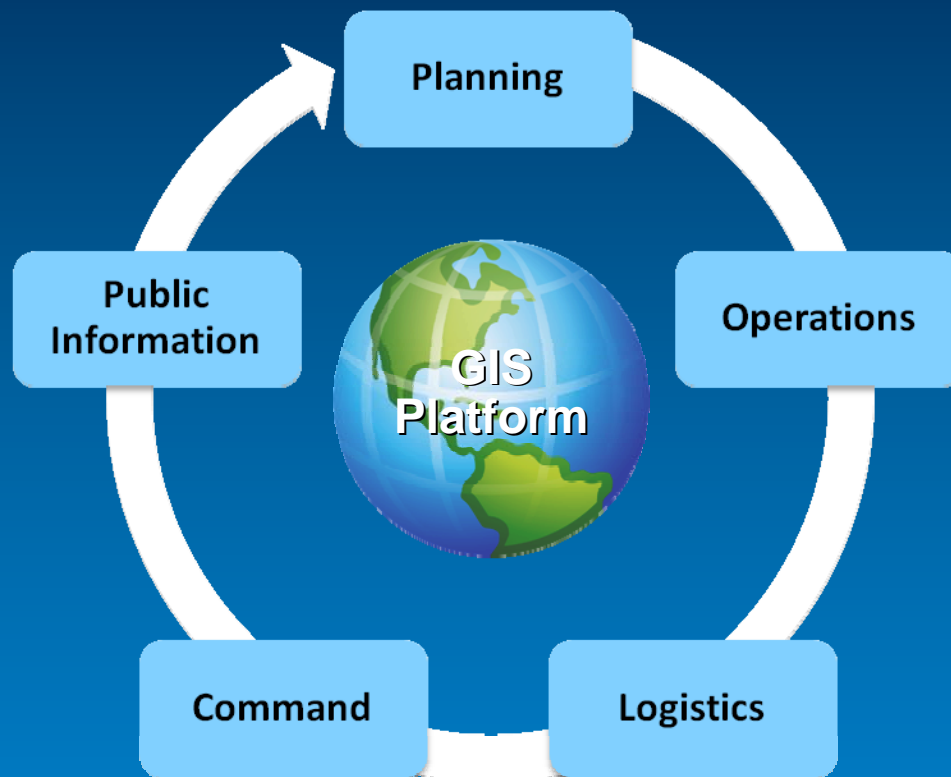 Planning
Public
Information
Operations
GIS
Platform
Command
Logistics